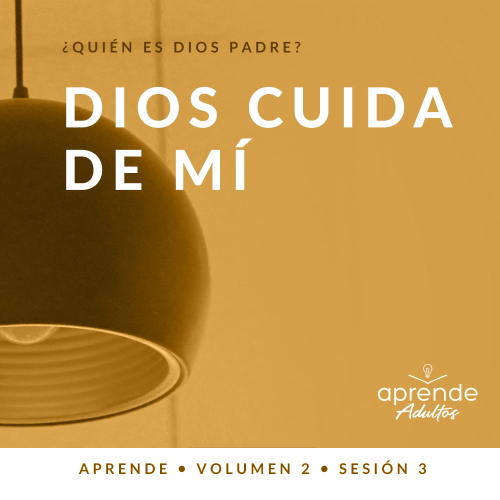 ¿QUIÉN ES DIOS PADRE?
DIOS CUIDA
DE MÍ
aprende
Adultos
APRENDE • VOLUMEN 2 • SESIÓN 3